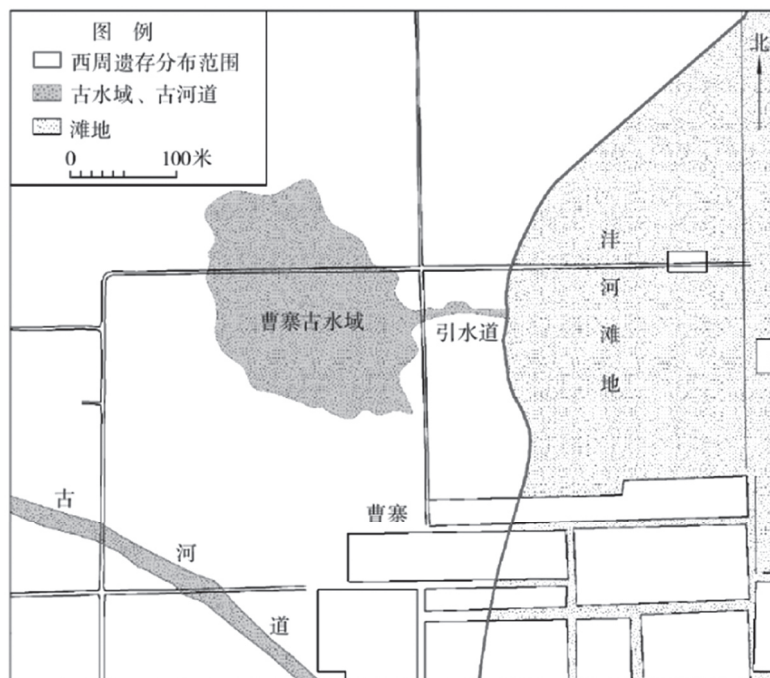 图 例
西周遗存分布范围
古水域、古河道
滩地
0 100米
北
沣河滩地
曹寨古水域
引水道
曹寨
古河道